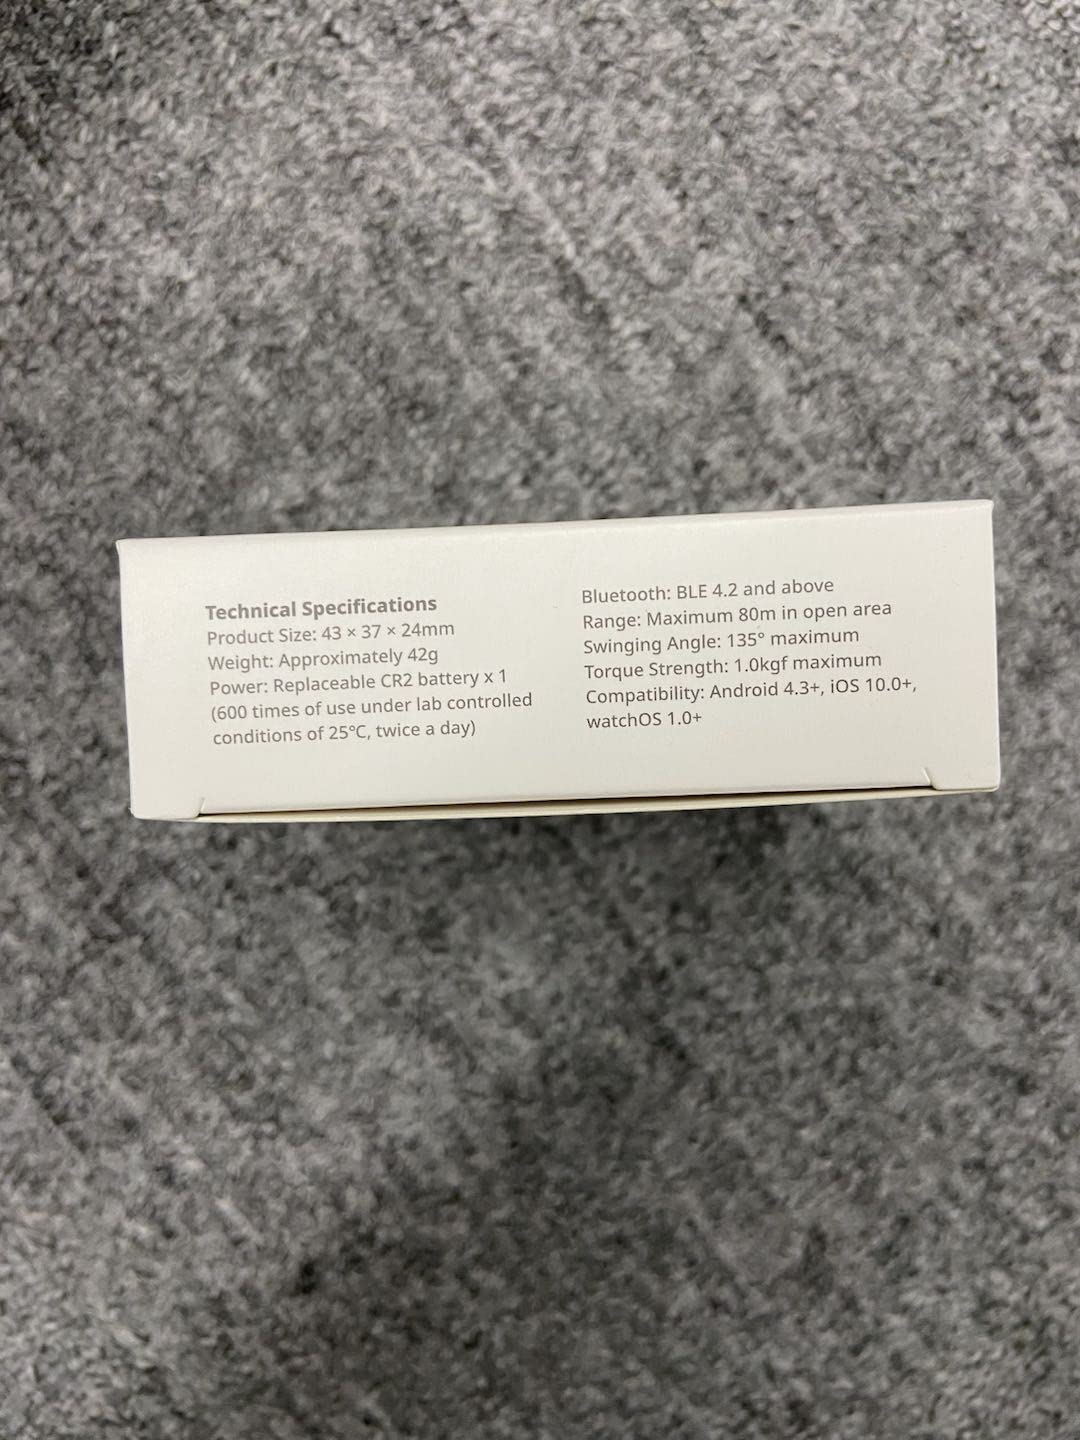 Technical Specifications
Product Size: 43 × 37 × 24mm
Weight: Approximately 42g
Power: Replaceable CR2 battery x 1
(600 times of use under lab controlled
conditions of 25℃, twice a day)
Bluetooth: BLE 4.2 and above
Range: Maximum 80m in open area
Swinging Angle: 135° maximum
Torque Strength: 1.0kgf maximum
Compatibility: Android 4.3+, iOS 10.0+,
watchOS 1.0+